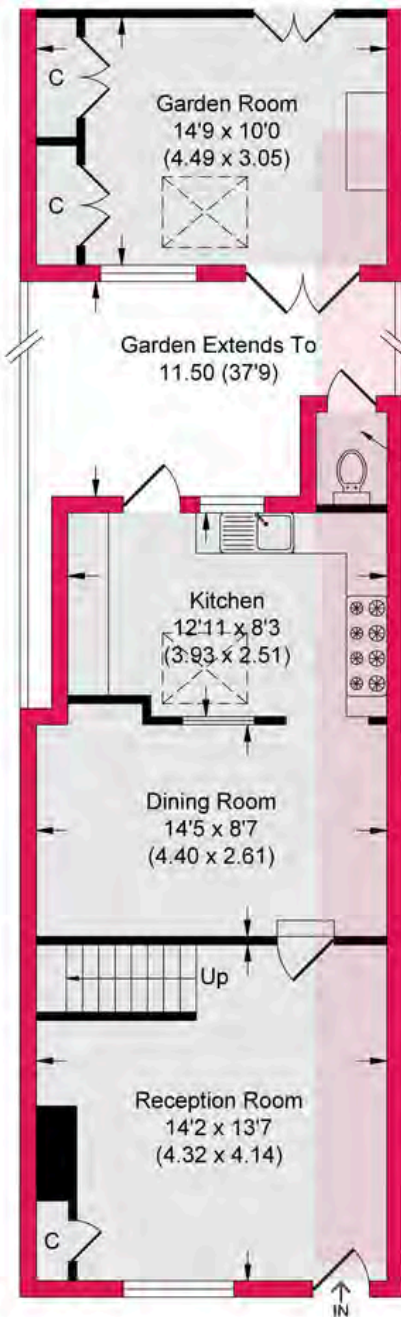 C
Garden Room
14'9 x 10'0
(4.49 x 3.05)
C
Garden Extends To
11.50 (37'9)
Kitchen
12'11 x 8'3
(3.93 x 2.51)
Dining Room
14'5 x 8'7
(4.40 x 2.61)
Up
Reception Room
14'2 x 13'7
(4.32 x 4.14)
C
IN